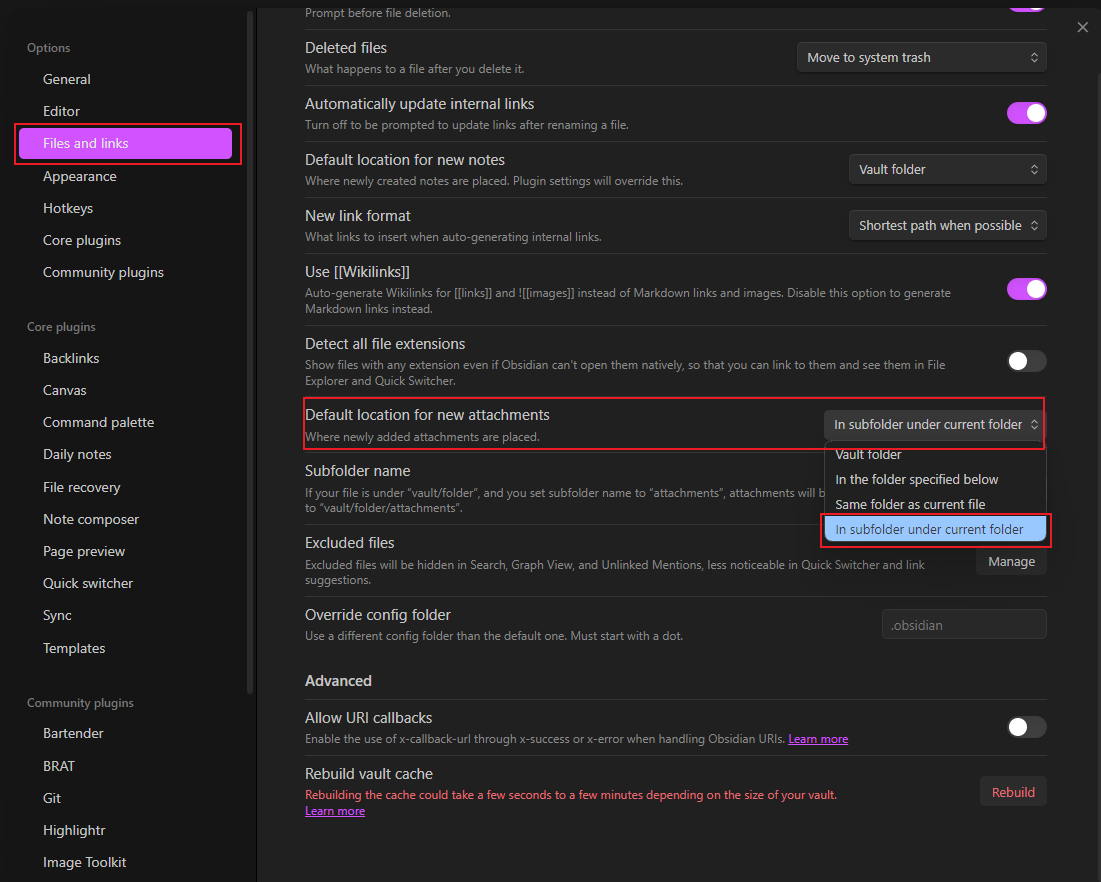 Options
General
Editor
Files and links
Appearance
Hotkeys
Core plugins
Community plugins
Core plugins
Backlinks
Canvas
Command palette
Daily notes
File recovery
Note composer
Page preview
Quick switcher
Sync
Templates
Community plugins
Bartender
BRAT
Git
Highlightr
Image Toolkit
Prompt before file deletion.
Deleted files
What happens to a file after you delete it.
Move to system trash
Automatically update internal links
Turn off to be prompted to update links after renaming a file.
Default location for new notes
Where newly created notes are placed. Plugin settings will override this.
Vault folder
New link format
What links to insert when auto-generating internal links.
Shortest path when possible
Use [[Wikilinks]]
Auto-generate Wikilinks for [[links]] and ![[images]] instead of Markdown links and images. Disable this option to generate
Markdown links instead.
Detect all file extensions
Show files with any extension even if Obsidian can't open them natively, so that you can link to them and see them in File
Explorer and Quick Switcher.
Default location for new attachments
Where newly added attachments are placed.
In subfolder under current folder
Vault folder
In the folder specified below
Same folder as current file
In subfolder under current folder
Subfolder name
If your file is under "vault/folder", and you set subfolder name to "attachments", attachments will b
to "vault/folder/attachments".
Excluded files
Excluded files will be hidden in Search, Graph View, and Unlinked Mentions, less noticeable in Quick Switcher and link
suggestions.
Manage
Override config folder
Use a different config folder than the default one. Must start with a dot.
.obsidian
Advanced
Allow URI callbacks
Enable the use of x-callback-url through x-success or x-error when handling Obsidian URIs. Learn more
Rebuild vault cache
Rebuilding the cache could take a few seconds to a few minutes depending on the size of your vault.
Learn more
Rebuild